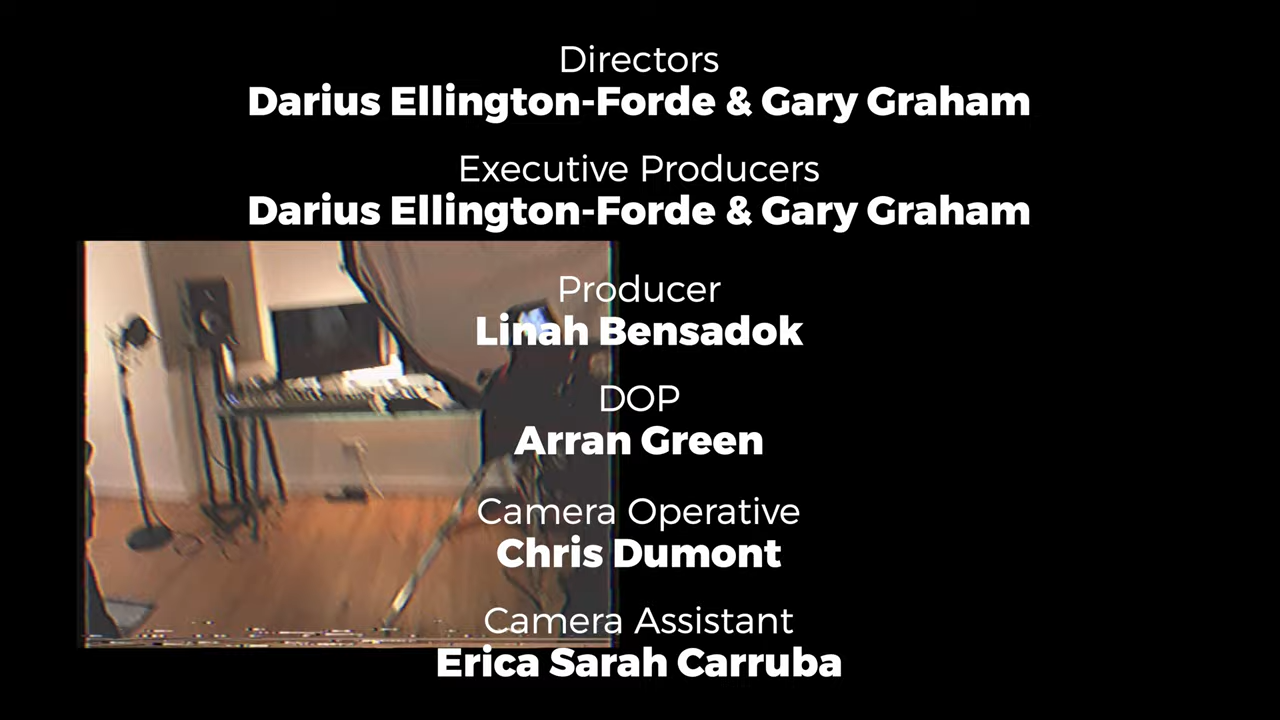 Directors
Darius Ellington-Forde & Gary Graham
Executive Producers
Darius Ellington-Forde & Gary Graham
Producer
Linah Bensadok
DOP
Arran Green
Camera Operative
Chris Dumont
Camera Assistant
Erica Sarah Carruba